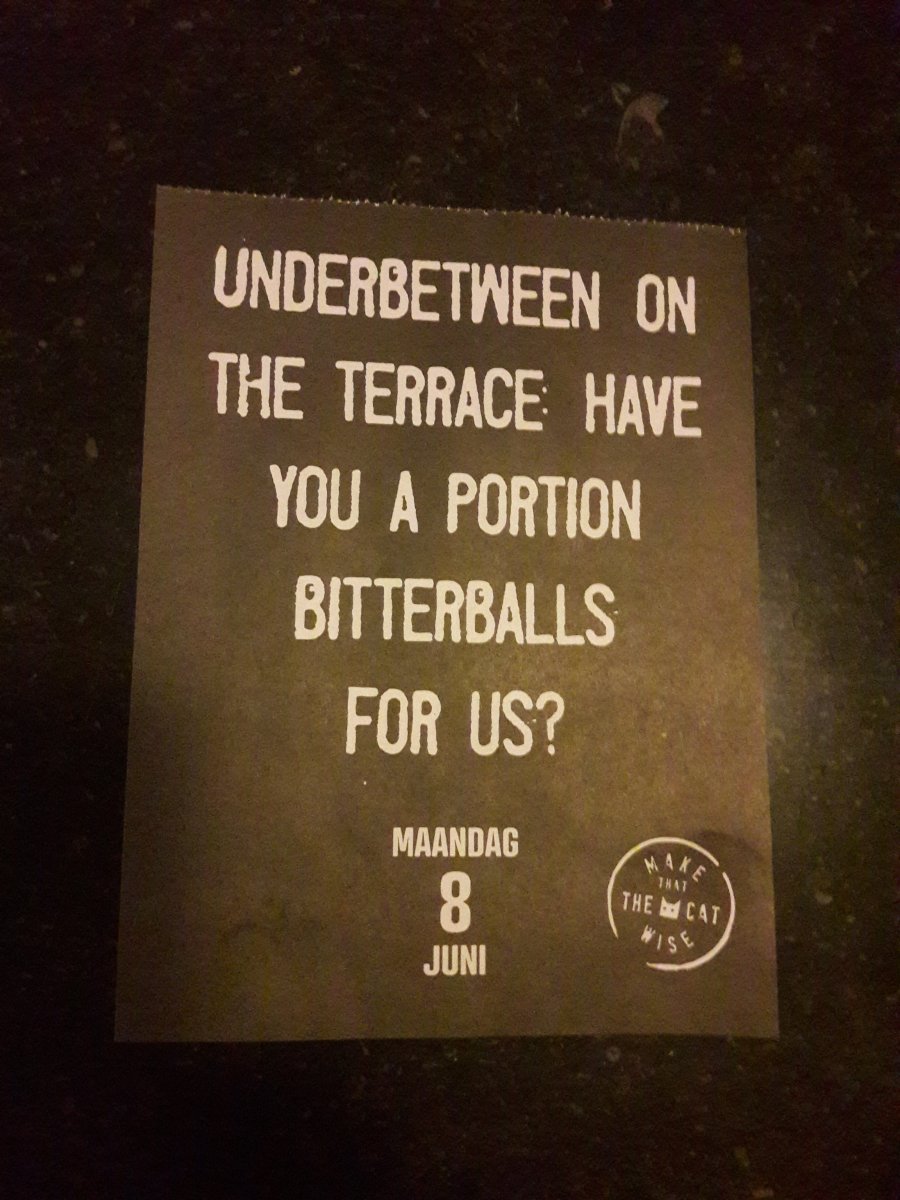 UNDERBETWEEN ON
THE TERRACE: HAVE
YOU A PORTION
BITTERBALLS
FOR US?
MAANDAG
8
JUNI
MAKE
THAT
THE CAT
WISE